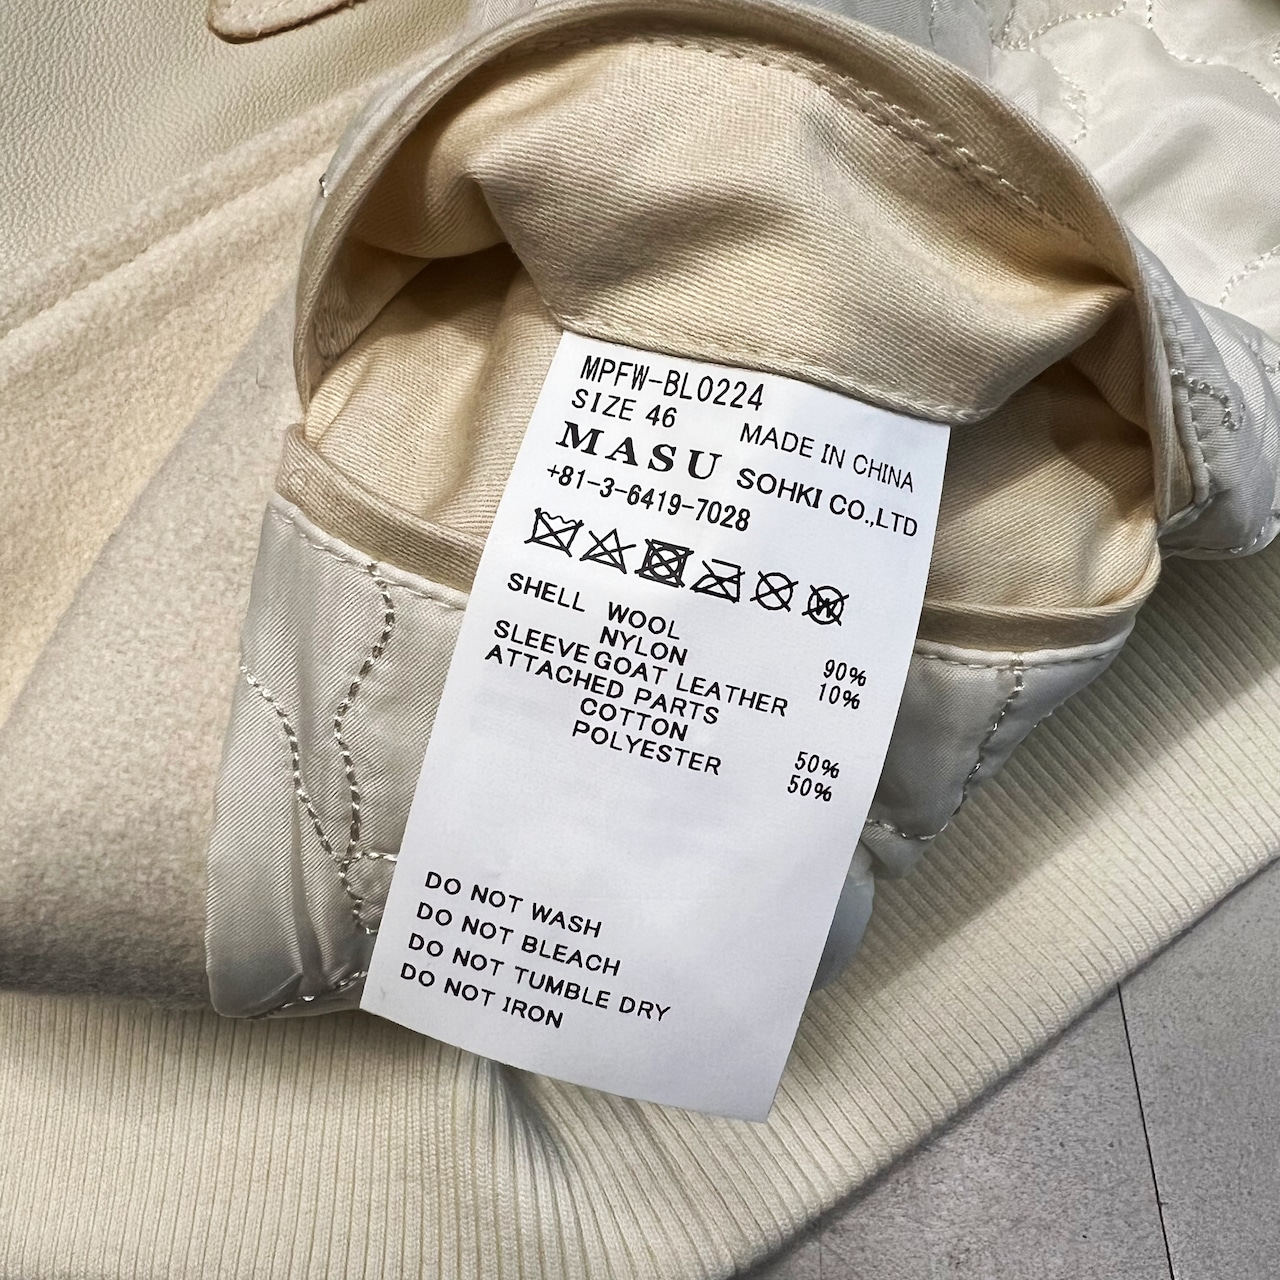 MPFW-BL0224
SIZE 46
MADE IN CHINA
MASU SOHKI CO.,LTD
+81-3-6419-7028
W
SHELL WOOL 90%
NYLON 10%
SLEEVE GOAT LEATHER
ATTACHED PARTS
COTTON 50%
POLYESTER 50%
DO NOT WASH
DO NOT BLEACH
DO NOT TUMBLE DRY
DO NOT IRON